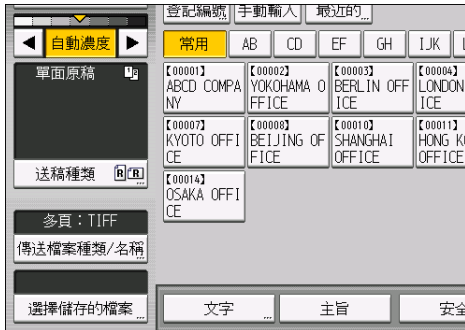 登記編號 手動輸入 最近的
自動濃度
常用 AB CD EF GH IJK
單面原稿
【00001】 【00002】 【00003】 【00004】
ABCD COMPA YOKOHAMA O BERLIN OFF LONDON
NY FFICE ICE ICE
【00007】 【00008】 【00010】 【00011】
KYOTO OFFI BEIJING OF SHANGHAI HONG K
CE FICE OFFICE OFFICE
送稿種類
【00014】
OSAKA OFFI
CE
多頁：TIFF
傳送檔案種類/名稱
選擇儲存的檔案 文字 主旨 安全